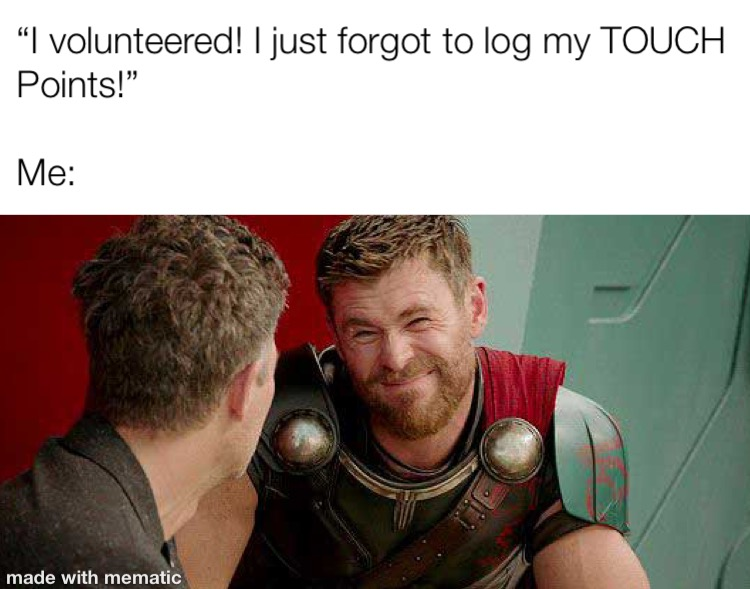 “I volunteered! I just forgot to log my TOUCH
Points!”
Me:
made with mematic